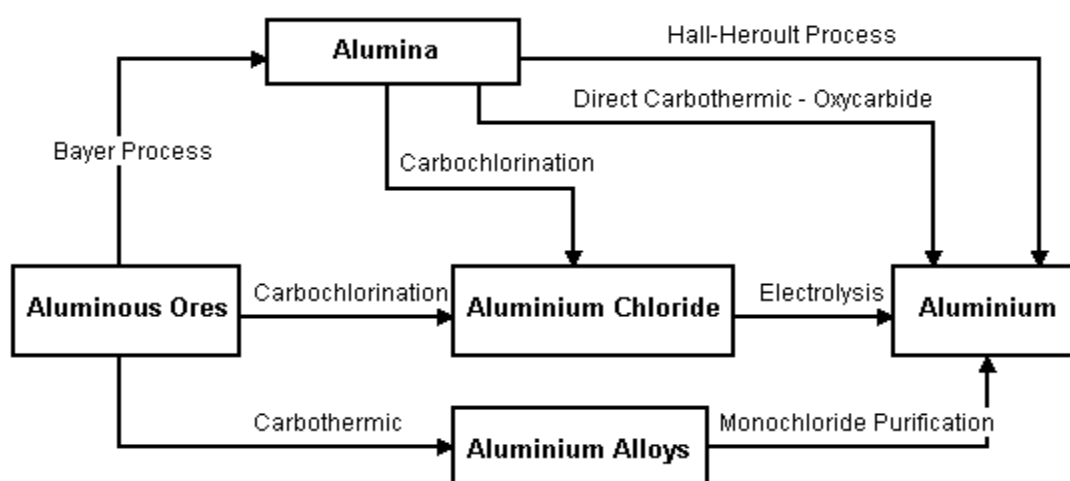 Alumina
Hall-Heroult Process
Direct Carbothermic - Oxycarbide
Bayer Process
Carbochlorination
Aluminous Ores
Carbochlorination
Aluminium Chloride
Electrolysis
Aluminium
Carbothermic
Aluminium Alloys
Monochloride Purification